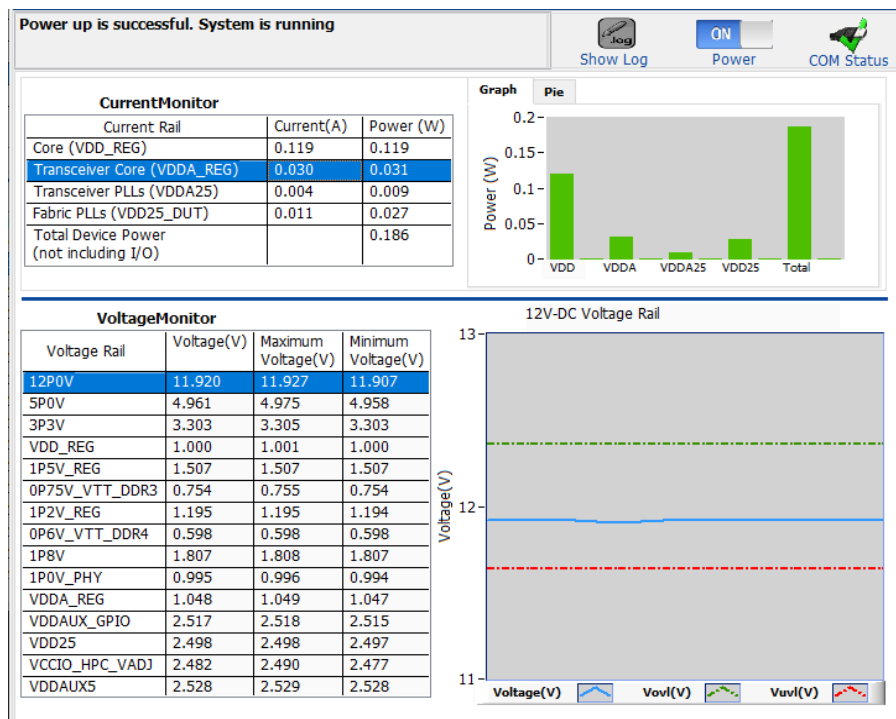 Power up is successful. System is running
.log
Show Log
ON
Power
COM Status
CurrentMonitor
Current Rail Current(A) Power (W)
Core (VDD_REG) 0.119 0.119
Transceiver Core (VDDA_REG) 0.030 0.031
Transceiver PLLs (VDDA25) 0.004 0.009
Fabric PLLs (VDD25_DUT) 0.011 0.027
Total Device Power
(not including I/O) 0.186
Graph Pie
Power (W)
0.2
0.15
0.1
0.05
0
VDD VDDA VDDA25 VDD25 Total
VoltageMonitor
Voltage Rail Voltage(V) Maximum Voltage(V) Minimum Voltage(V)
12P0V 11.920 11.927 11.907
5P0V 4.961 4.975 4.958
3P3V 3.303 3.305 3.303
VDD_REG 1.000 1.001 1.000
1P5V_REG 1.507 1.507 1.507
0P75V_VTT_DDR3 0.754 0.755 0.754
1P2V_REG 1.195 1.195 1.194
0P6V_VTT_DDR4 0.598 0.598 0.598
1P8V 1.807 1.808 1.807
1P0V_PHY 0.995 0.996 0.994
VDDA_REG 1.048 1.049 1.047
VDDAUX_GPIO 2.517 2.518 2.515
VDD25 2.498 2.498 2.497
VCCIO_HPC_VADJ 2.482 2.490 2.477
VDDAUX5 2.528 2.529 2.528
12V-DC Voltage Rail
Voltage(V)
13
12
11
Voltage(V) Vovl(V) Vuvl(V)